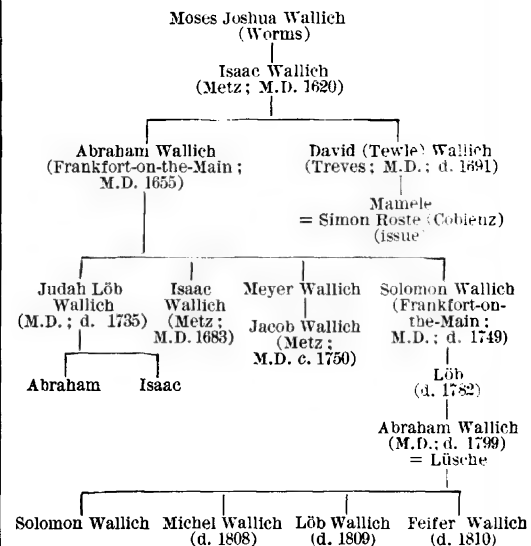 Moses Joshua Wallich
(Worms)
Isaac Wallich
(Metz; M.D. 1620)
Abraham Wallich
(Frankfort-on-the-Main;
M.D. 1655)
David (Tewle) Wallich
(Treves; M.D.; d. 1691)
Mamele
= Simon Roste (Coblenz)
(issue)
Judah Löb
Wallich
(M.D.; d. 1735)
Abraham
Isaac
Isaac
Wallich
(Metz;
M.D. 1683)
Meyer Wallich
Jacob Wallich
(Metz;
M.D. c. 1750)
Solomon Wallich
(Frankfort-on-
the-Main;
M.D.; d. 1749)
Löb
(d. 1782)
Abraham Wallich
(M.D.; d. 1799)
= Lüsche
Solomon Wallich
Michel Wallich
(d. 1808)
Löb Wallich
(d. 1809)
Feifer Wallich
(d. 1810)